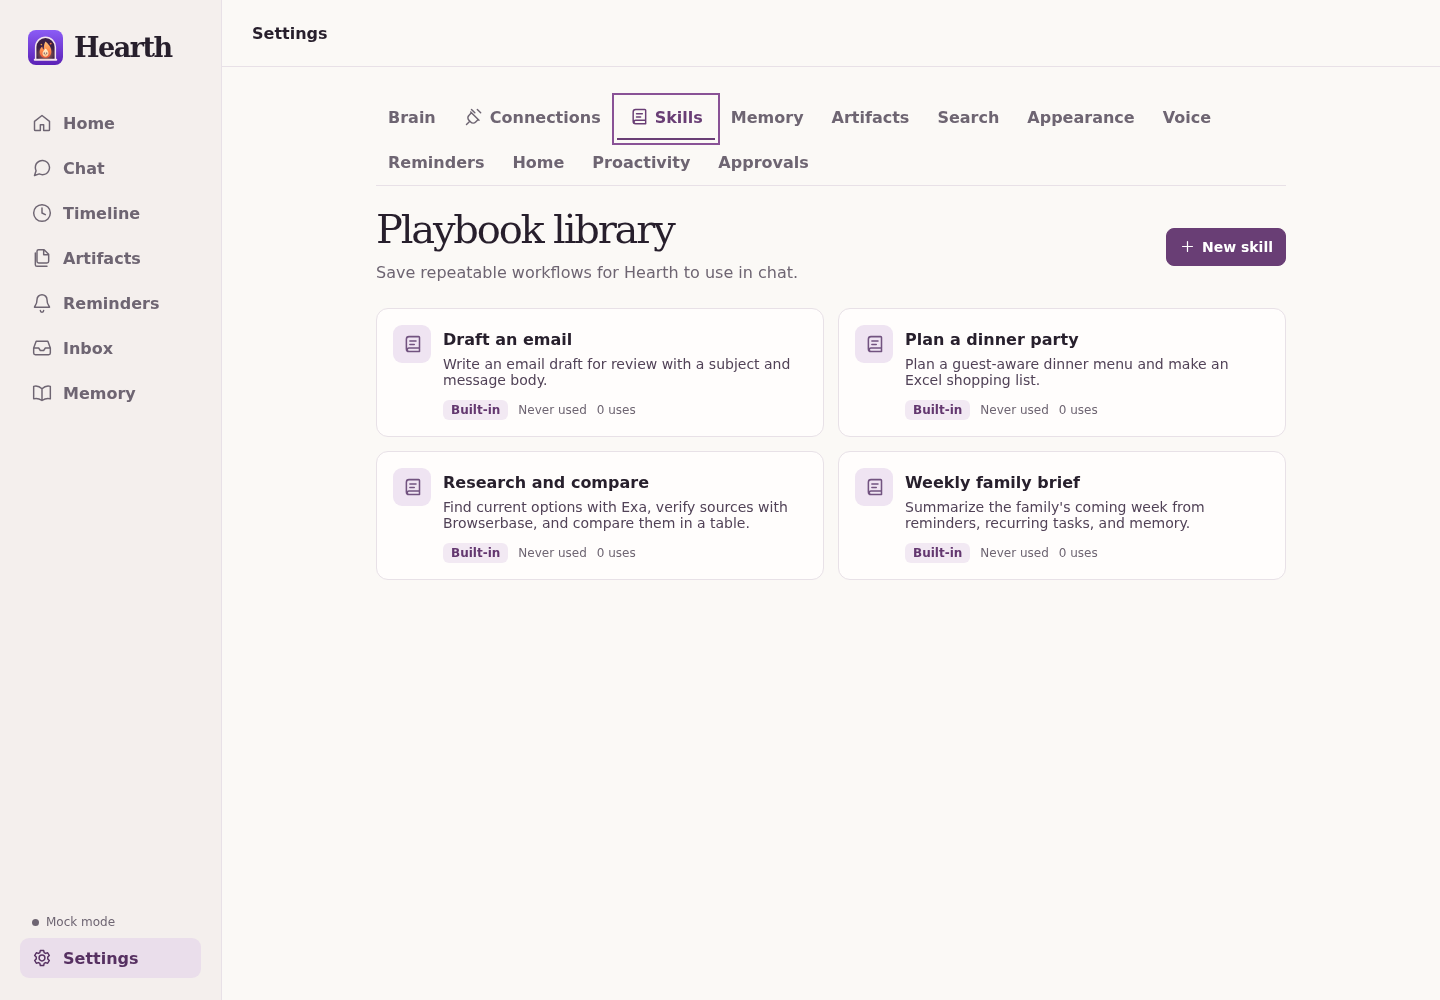 Hearth
Home
Chat
Timeline
Artifacts
Reminders
Inbox
Memory
Mock mode
Settings
Settings
Brain Connections Skills Memory Artifacts Search Appearance Voice
Reminders Home Proactivity Approvals
Playbook library
Save repeatable workflows for Hearth to use in chat.
New skill
Draft an email
Write an email draft for review with a subject and
message body.
Built-in Never used 0 uses
Plan a dinner party
Plan a guest-aware dinner menu and make an
Excel shopping list.
Built-in Never used 0 uses
Research and compare
Find current options with Exa, verify sources with
Browserbase, and compare them in a table.
Built-in Never used 0 uses
Weekly family brief
Summarize the family's coming week from
reminders, recurring tasks, and memory.
Built-in Never used 0 uses